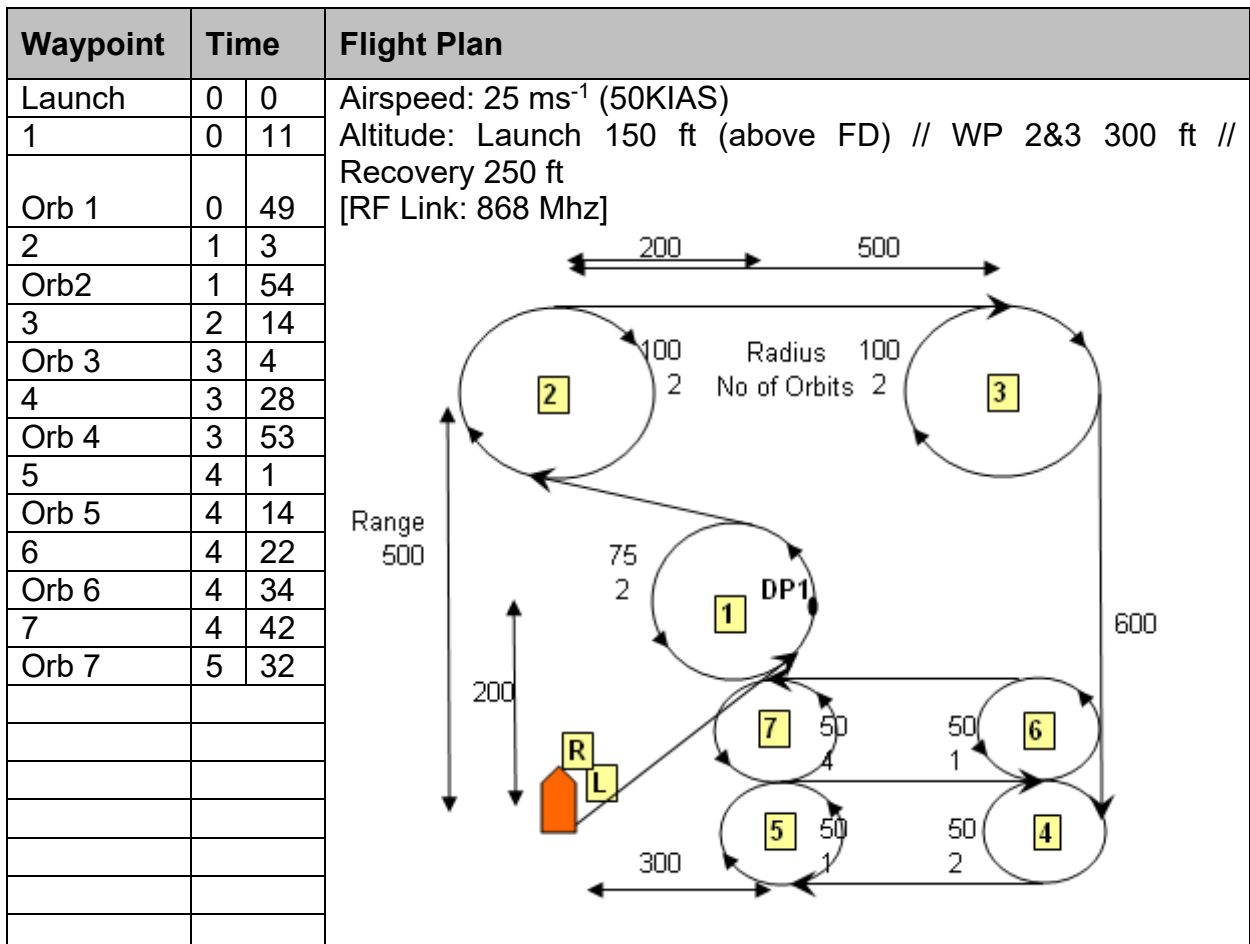 Waypoint Time Flight Plan
Launch 0 0
1 0 11
Orb 1 0 49
2 1 3
Orb2 1 54
3 2 14
Orb 3 3 4
4 3 28
Orb 4 3 53
5 4 1
Orb 5 4 14
6 4 22
Orb 6 4 34
7 4 42
Orb 7 5 32
Airspeed: 25 ms-1 (50KIAS)
Altitude: Launch 150 ft (above FD) // WP 2&3 300 ft //
Recovery 250 ft
[RF Link: 868 Mhz]
200 500
100 Radius 100
2 2 No of Orbits 2 3
Range
500
75
2 DP1
1
600
200
7 50 50 6
4 1
R
L
5 50 50 4
1 2
300